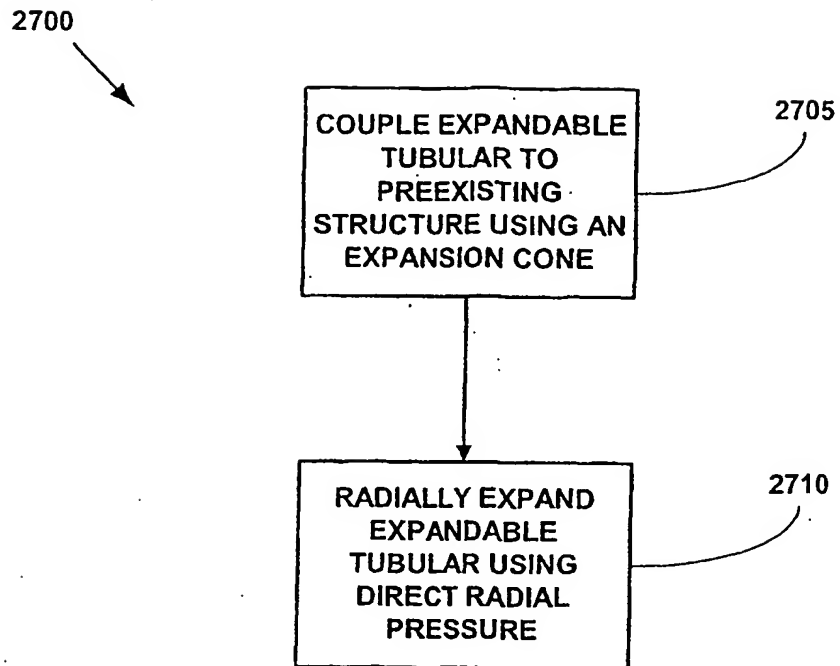 2700
COUPLE EXPANDABLE
TUBULAR TO
PREEXISTING
STRUCTURE USING AN
EXPANSION CONE
2705
RADIALLY EXPAND
EXPANDABLE
TUBULAR USING
DIRECT RADIAL
PRESSURE
2710